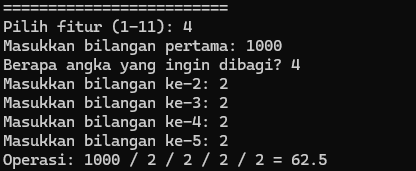 =========================
Pilih fitur (1-11): 4
Masukkan bilangan pertama: 1000
Berapa angka yang ingin dibagi? 4
Masukkan bilangan ke-2: 2
Masukkan bilangan ke-3: 2
Masukkan bilangan ke-4: 2
Masukkan bilangan ke-5: 2
Operasi: 1000 / 2 / 2 / 2 / 2 = 62.5